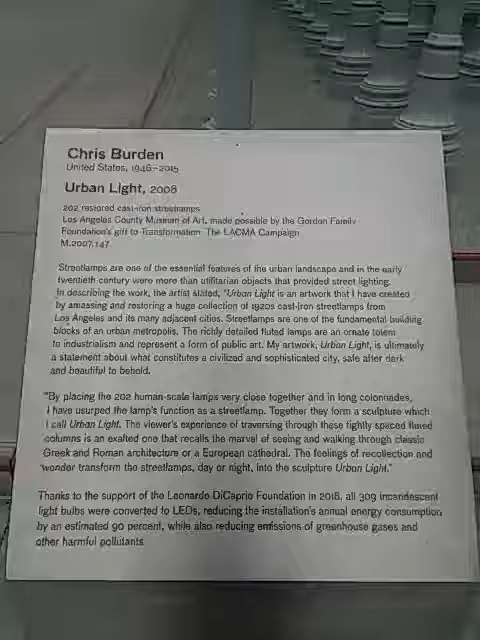 Chris Burden
United States, 1946–2015
Urban Light, 2008
202 restored cast-iron streetlamps
Los Angeles County Museum of Art, made possible by the Gordon Family
Foundation's gift to Transformation: The LACMA Campaign
M.2007.147
Streetlamps are one of the essential features of the urban landscape and in the early
twentieth century were more than utilitarian objects that provided street lighting.
In describing the work, the artist stated, "Urban Light is an artwork that I have created
by amassing and restoring a huge collection of 1920s cast-iron streetlamps from
Los Angeles and its many adjacent cities. Streetlamps are one of the fundamental building
blocks of an urban metropolis. The richly detailed fluted lamps are an ornate totem
to industrialism and represent a form of public art. My artwork, Urban Light, is ultimately
a statement about what constitutes a civilized and sophisticated city, safe after dark
and beautiful to behold.
"By placing the 202 human-scale lamps very close together and in long colonnades,
I have usurped the lamp's function as a streetlamp. Together they form a sculpture which
I call Urban Light. The viewer's experience of traversing through these tightly spaced fluted
columns is an exalted one that recalls the marvel of seeing and walking through classic
Greek and Roman architecture or a European cathedral. The feelings of recollection and
wonder transform the streetlamps, day or night, into the sculpture Urban Light."
Thanks to the support of the Leonardo DiCaprio Foundation in 2018, all 309 incandescent
light bulbs were converted to LEDs, reducing the installation's annual energy consumption
by an estimated 90 percent, while also reducing emissions of greenhouse gases and
other harmful pollutants.